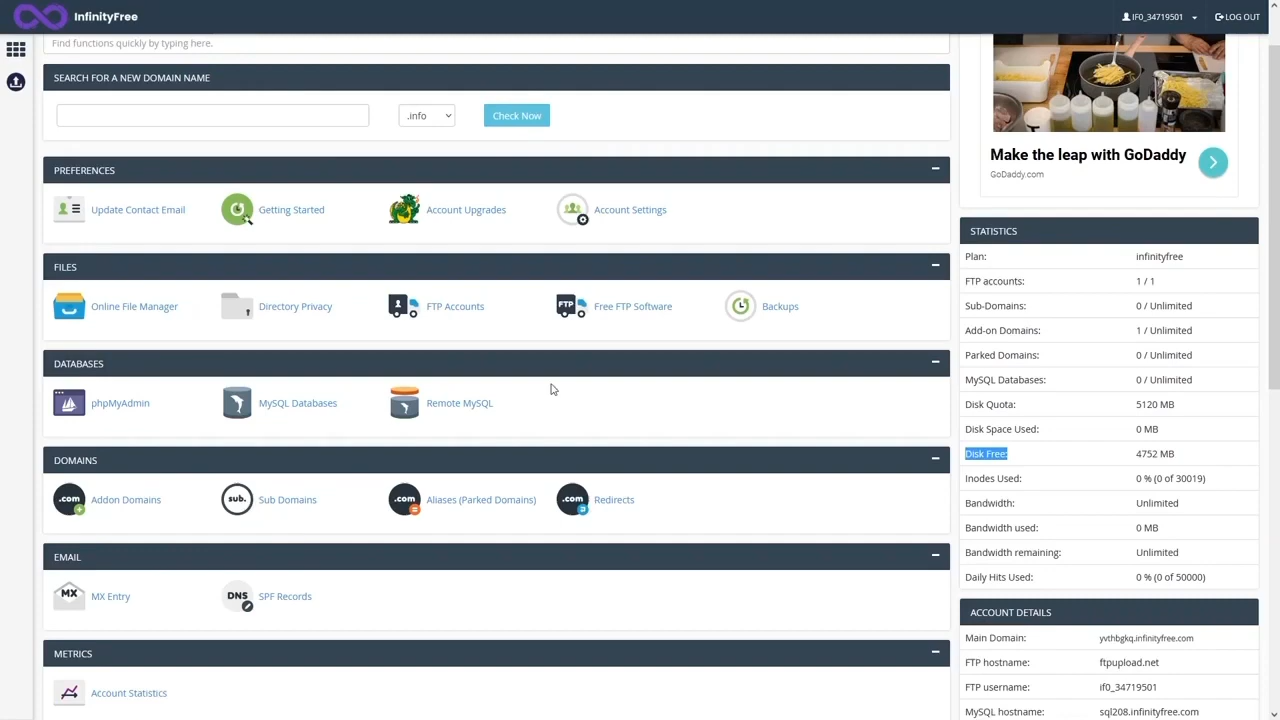 InfinityFree
IF0_34719501
LOG OUT
Find functions quickly by typing here.
SEARCH FOR A NEW DOMAIN NAME
.info
Check Now
PREFERENCES
Update Contact Email
Getting Started
Account Upgrades
Account Settings
FILES
Online File Manager
Directory Privacy
FTP Accounts
FTP
Free FTP Software
Backups
DATABASES
phpMyAdmin
MySQL Databases
Remote MySQL
DOMAINS
.com
Addon Domains
sub.
Sub Domains
.com
Aliases (Parked Domains)
.com
Redirects
EMAIL
MX
MX Entry
DNS
SPF Records
METRICS
Account Statistics
Make the leap with GoDaddy
GoDaddy.com
STATISTICS
Plan: infinityfree
FTP accounts: 1 / 1
Sub-Domains: 0 / Unlimited
Add-on Domains: 1 / Unlimited
Parked Domains: 0 / Unlimited
MySQL Databases: 0 / Unlimited
Disk Quota: 5120 MB
Disk Space Used: 0 MB
Disk Free: 4752 MB
Inodes Used: 0 % (0 of 30019)
Bandwidth: Unlimited
Bandwidth used: 0 MB
Bandwidth remaining: Unlimited
Daily Hits Used: 0 % (0 of 50000)
ACCOUNT DETAILS
Main Domain: yvthbgkq.infinityfree.com
FTP hostname: ftpupload.net
FTP username: if0_34719501
MySQL hostname: sql208.infinityfree.com